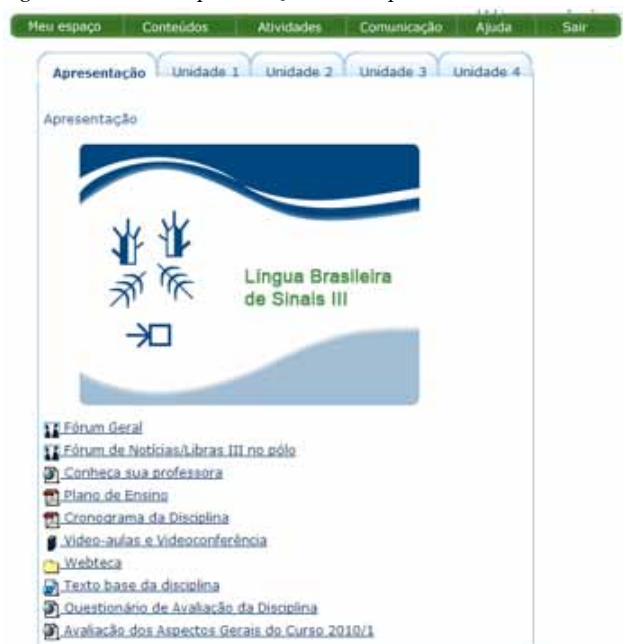 Meu espaço Conteúdos Atividades Comunicação Ajuda Sair
Apresentação Unidade 1 Unidade 2 Unidade 3 Unidade 4
Apresentação
Língua Brasileira
de Sinais III
Fórum Geral
Fórum de Notícias/Libras III no pólo
Conheça sua professora
Plano de Ensino
Cronograma da Disciplina
Video-aulas e Videoconferência
Webteca
Texto base da disciplina
Questionário de Avaliação da Disciplina
Avaliação dos Aspectos Gerais do Curso 2010/1